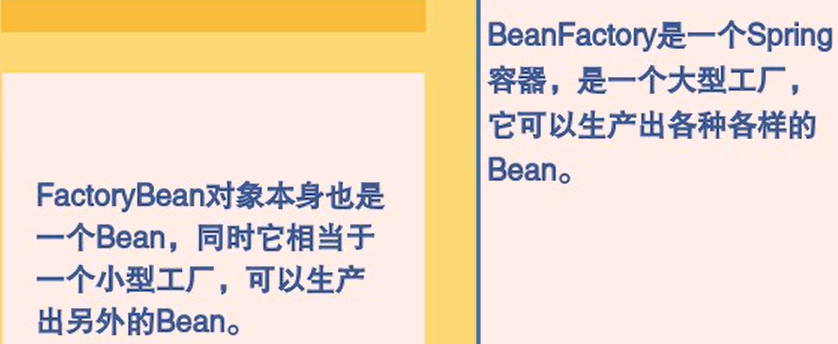 FactoryBean对象本身也是
一个Bean，同时它相当于
一个小型工厂，可以生产
出另外的Bean。
BeanFactory是一个Spring
容器，是一个大型工厂，
它可以生产出各种各样的
Bean。